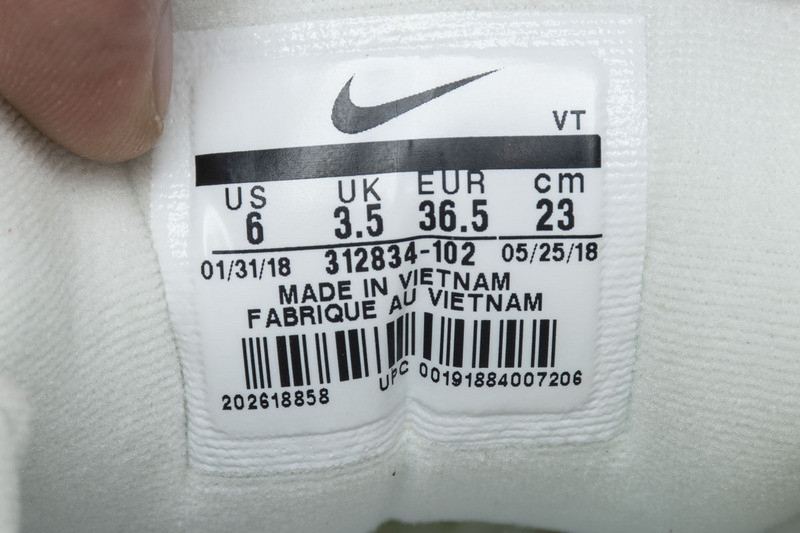 VT
US UK EUR cm
6 3.5 36.5 23
01/31/18 312834-102 05/25/18
MADE IN VIETNAM
FABRIQUE AU VIETNAM
202618858 UPC 00191884007206